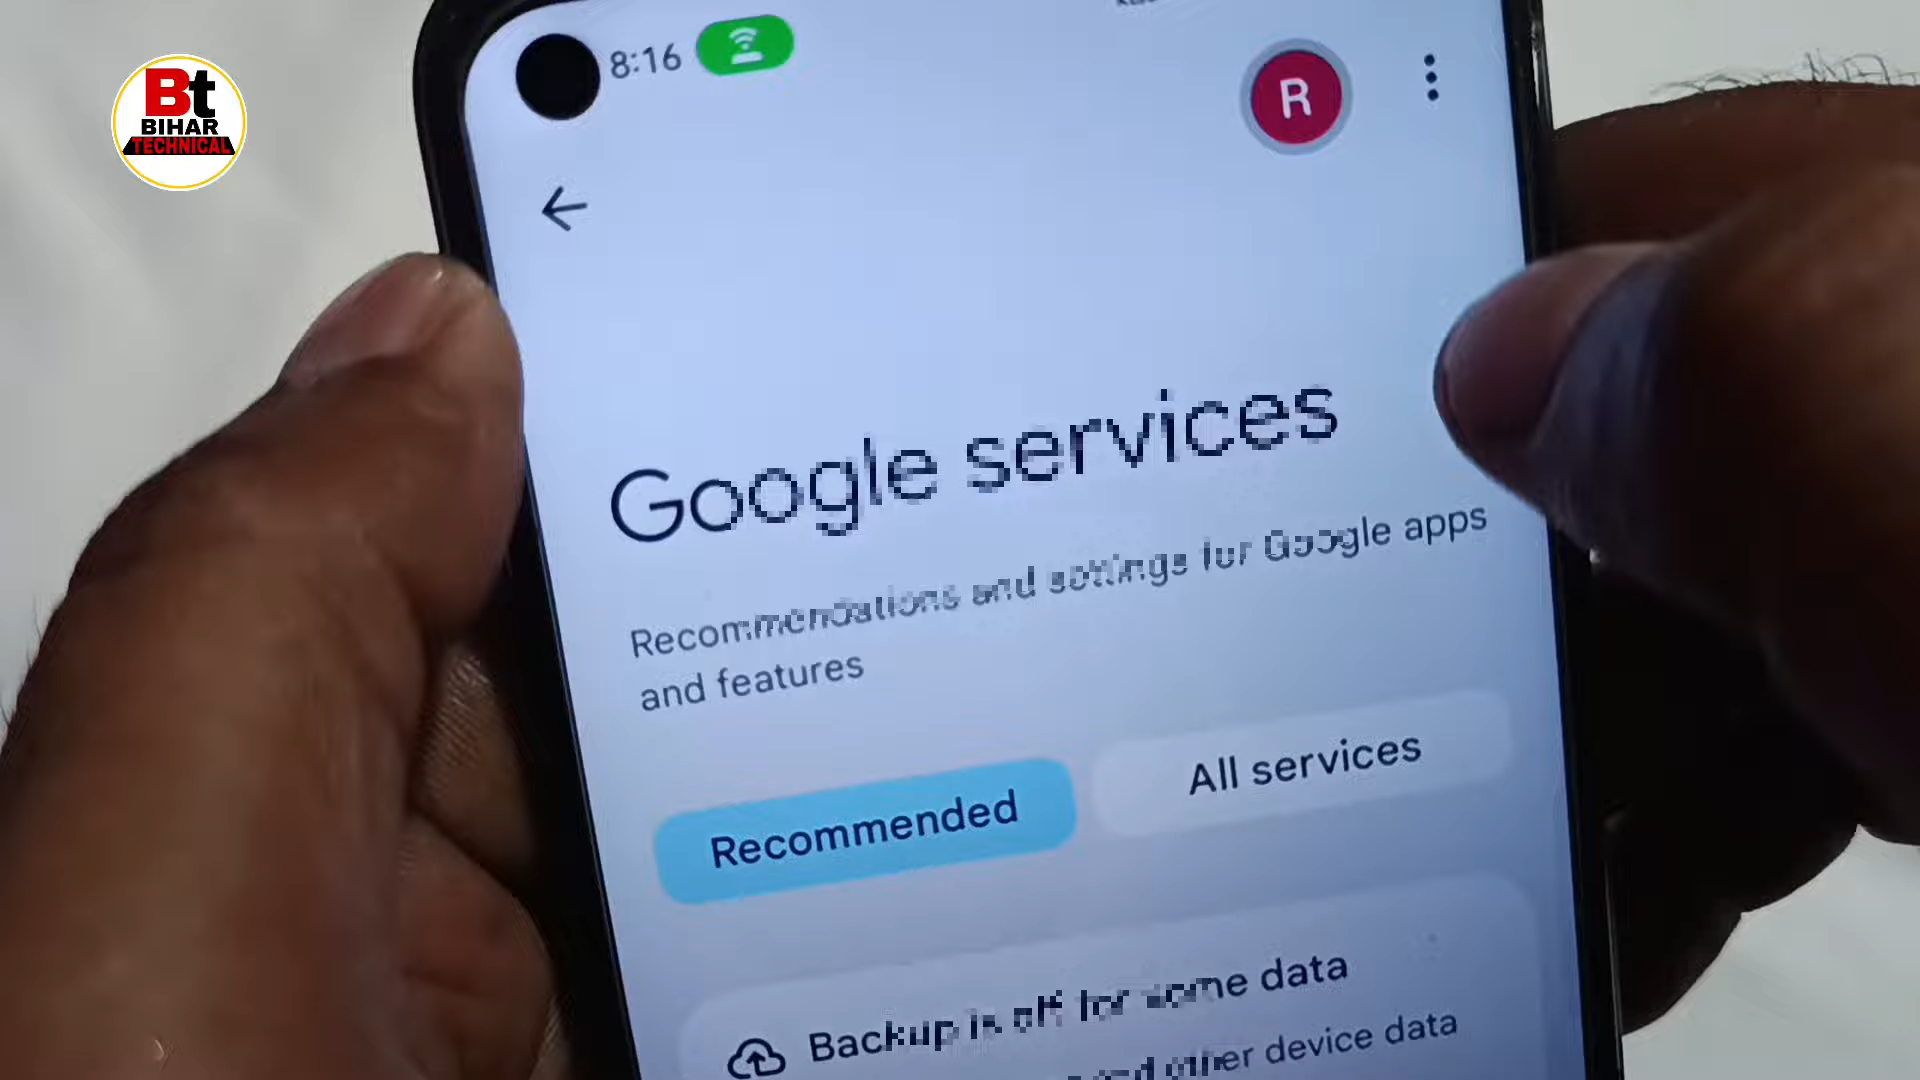 Bt
BIHAR
TECHNICAL
8:16
R
Google services
Recommendations and settings for Google apps
and features
Recommended
All services
Backup is off for some data
and other device data